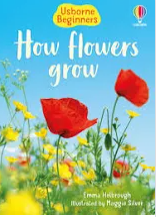 Usborne
Beginners
How flowers
grow
Emma Helbrough
Illustrated by Maggie Silver